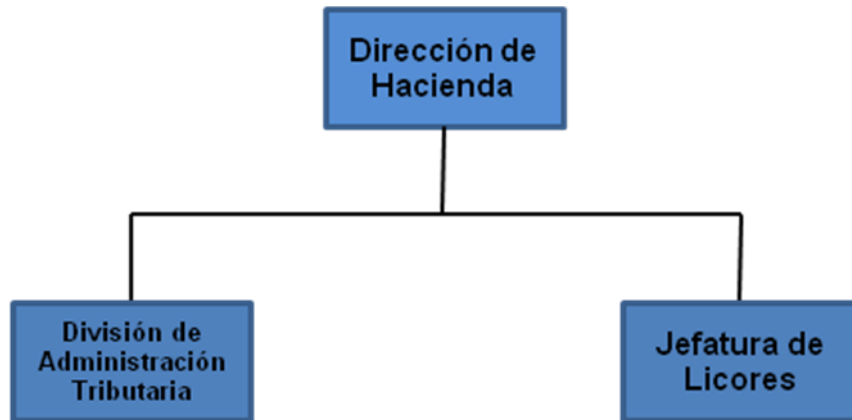 Dirección de
Hacienda
División de
Administración
Tributaria
Jefatura de
Licores